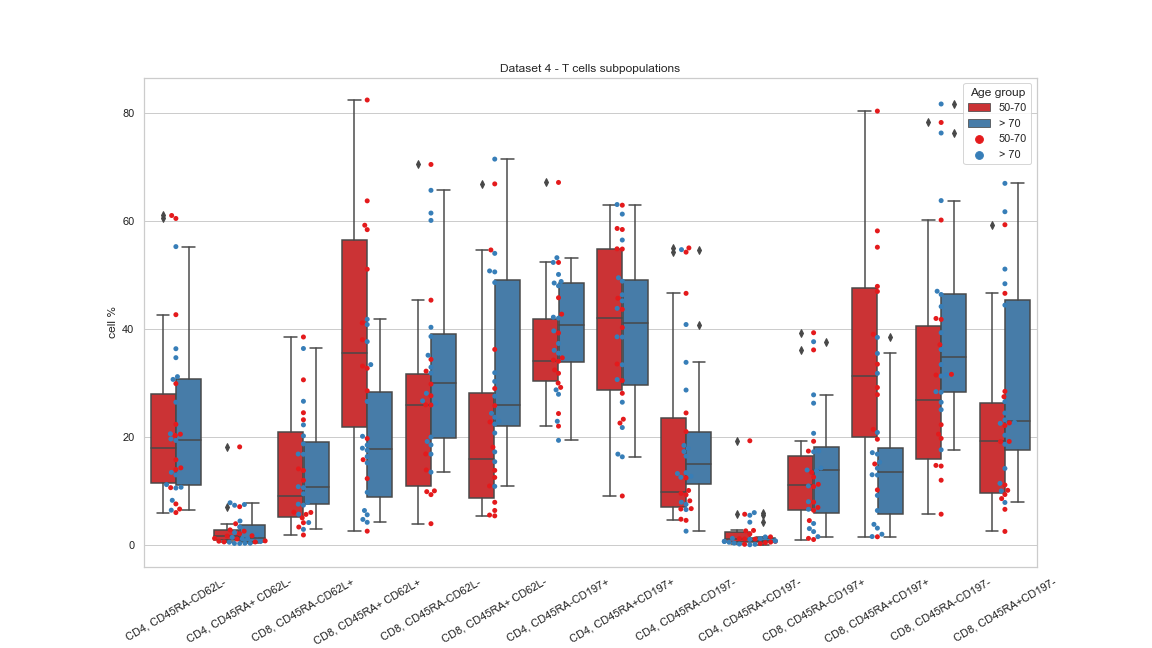 Dataset 4 - T cells subpopulations
Age group
50-70
> 70
50-70
> 70
80
60
40
20
0
cell %
CD4, CD45RA-CD62L-
CD4, CD45RA+ CD62L-
CD8, CD45RA-CD62L+
CD8, CD45RA+ CD62L+
CD8, CD45RA-CD62L-
CD8, CD45RA+ CD62L-
CD4, CD45RA-CD197+
CD4, CD45RA+CD197+
CD4, CD45RA-CD197-
CD4, CD45RA+CD197-
CD8, CD45RA-CD197+
CD8, CD45RA+CD197+
CD8, CD45RA-CD197-
CD8, CD45RA+CD197-